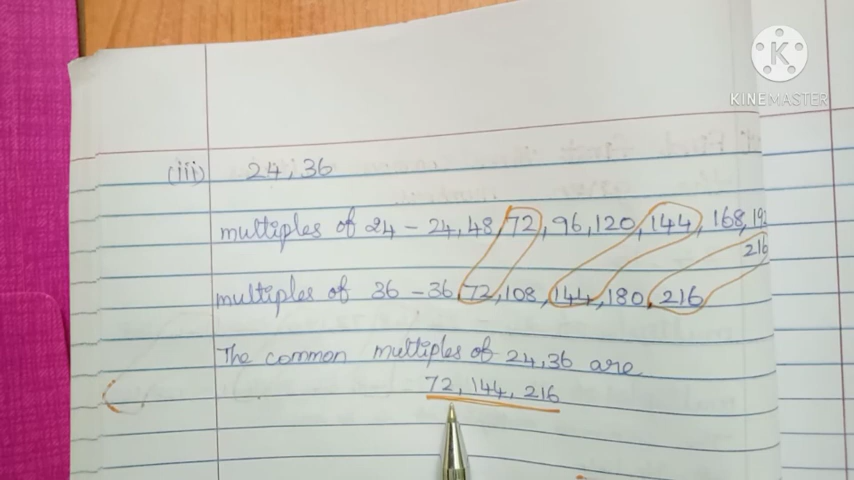 K
KINEMASTER
(iii) 24, 36
multiples of 24 - 24, 48, 72, 96, 120, 144, 168, 192
216
multiples of 36 - 36, 72, 108, 144, 180, 216
The common multiples of 24, 36 are
72, 144, 216